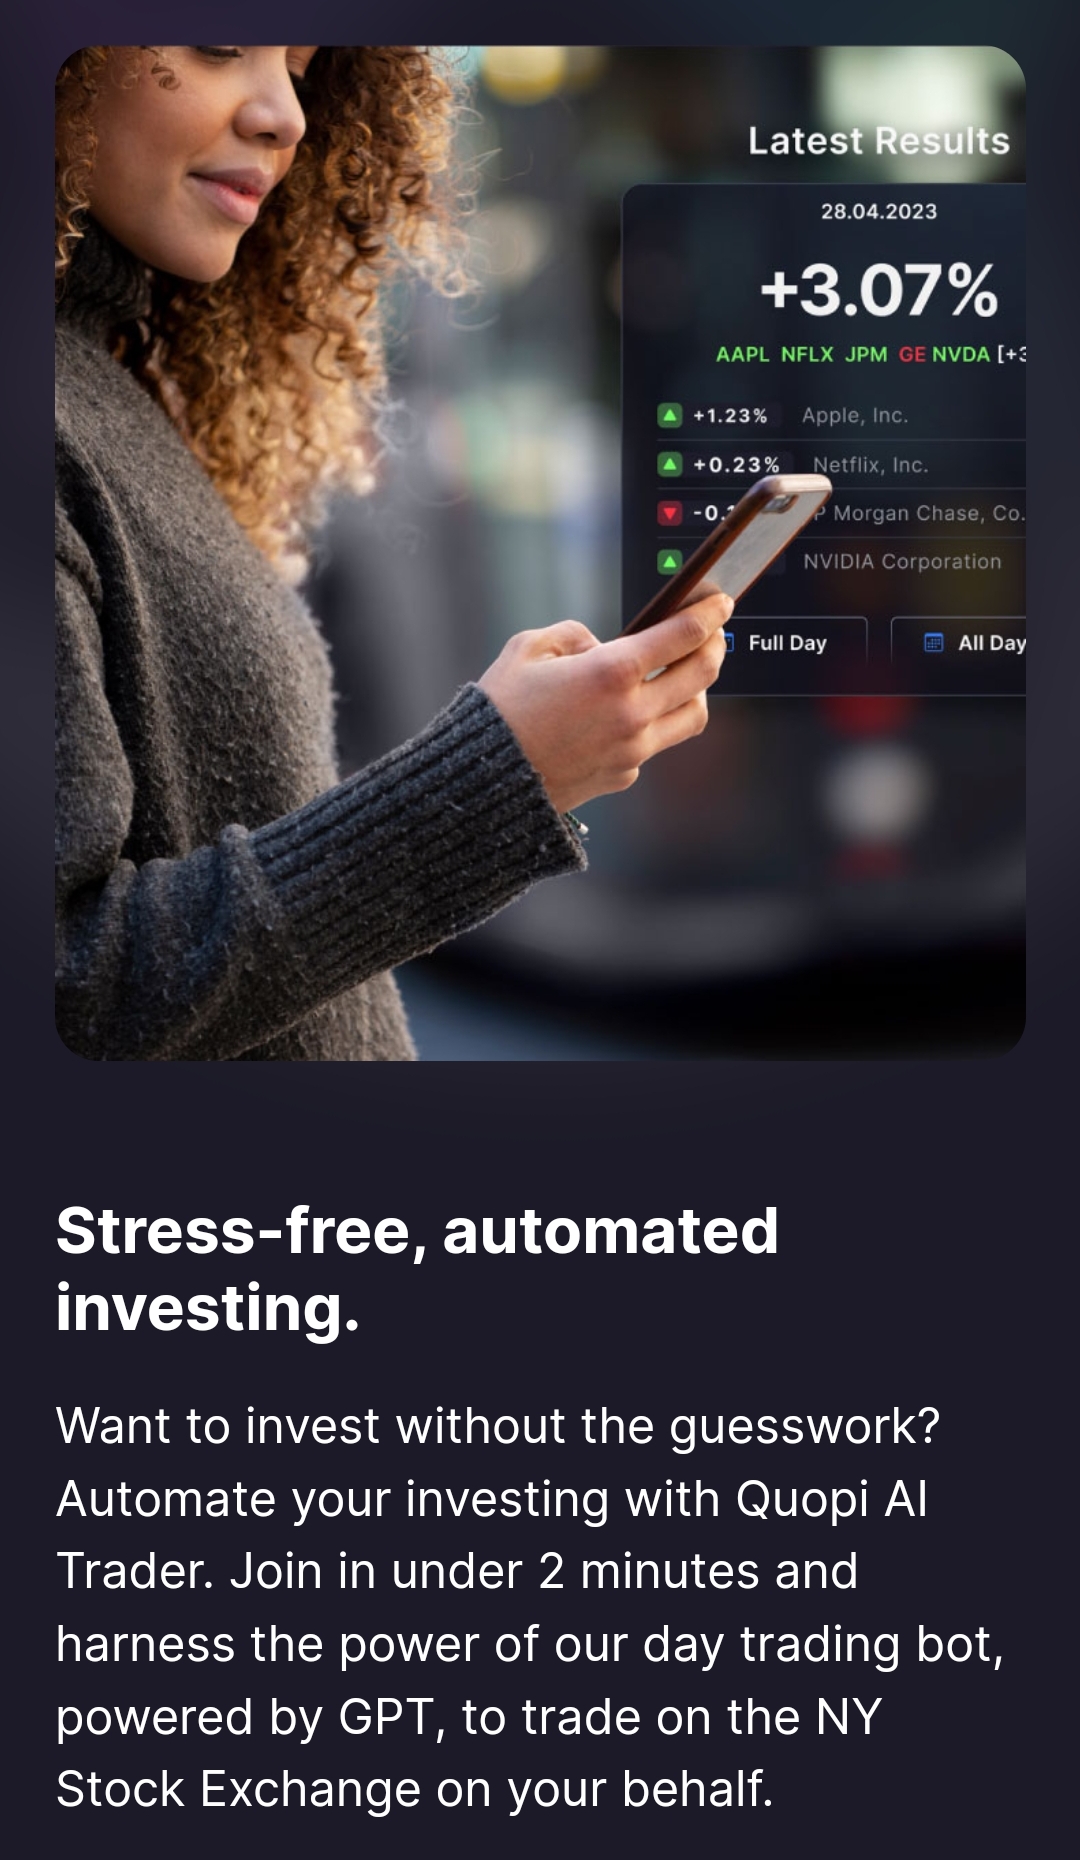 Latest Results
28.04.2023
+3.07%
AAPL NFLX JPM GE NVDA [+3
+1.23% Apple, Inc.
+0.23% Netflix, Inc.
-0. P Morgan Chase, Co.
NVIDIA Corporation
Full Day All Day
Stress-free, automated
investing.
Want to invest without the guesswork?
Automate your investing with Quopi AI
Trader. Join in under 2 minutes and
harness the power of our day trading bot,
powered by GPT, to trade on the NY
Stock Exchange on your behalf.